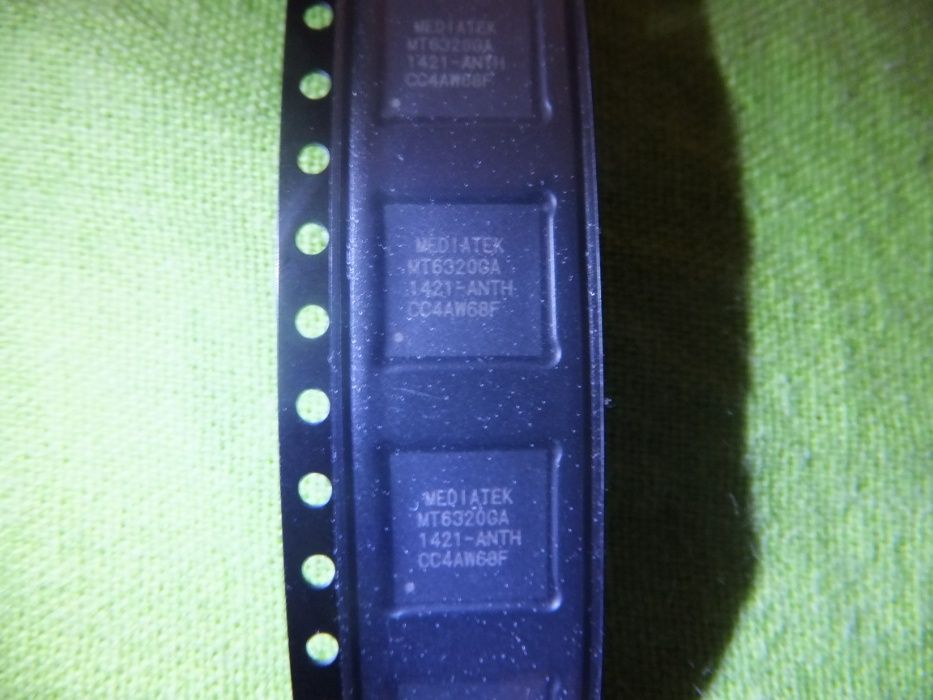 MEDIATEK
MT6320GA
1421-ANTH
CC4AW68F
MEDIATEK
MT6320GA
1421-ANTH
CC4AW68F
MEDIATEK
MT6320GA
1421-ANTH
CC4AW68F